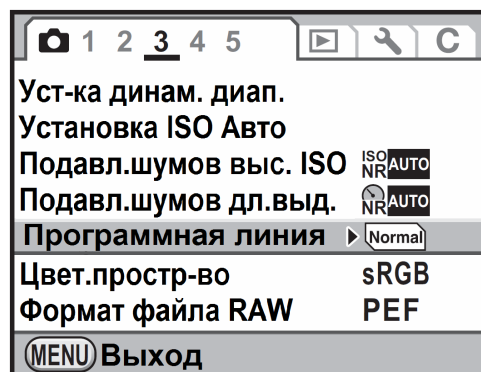 1 2 3 4 5 C
Уст-ка динам. диап.
Установка ISO Авто
Подавл.шумов выс. ISO ISO NR AUTO
Подавл.шумов дл.выд. NR AUTO
Программная линия Normal
Цвет.простр-во sRGB
Формат файла RAW PEF
MENU Выход